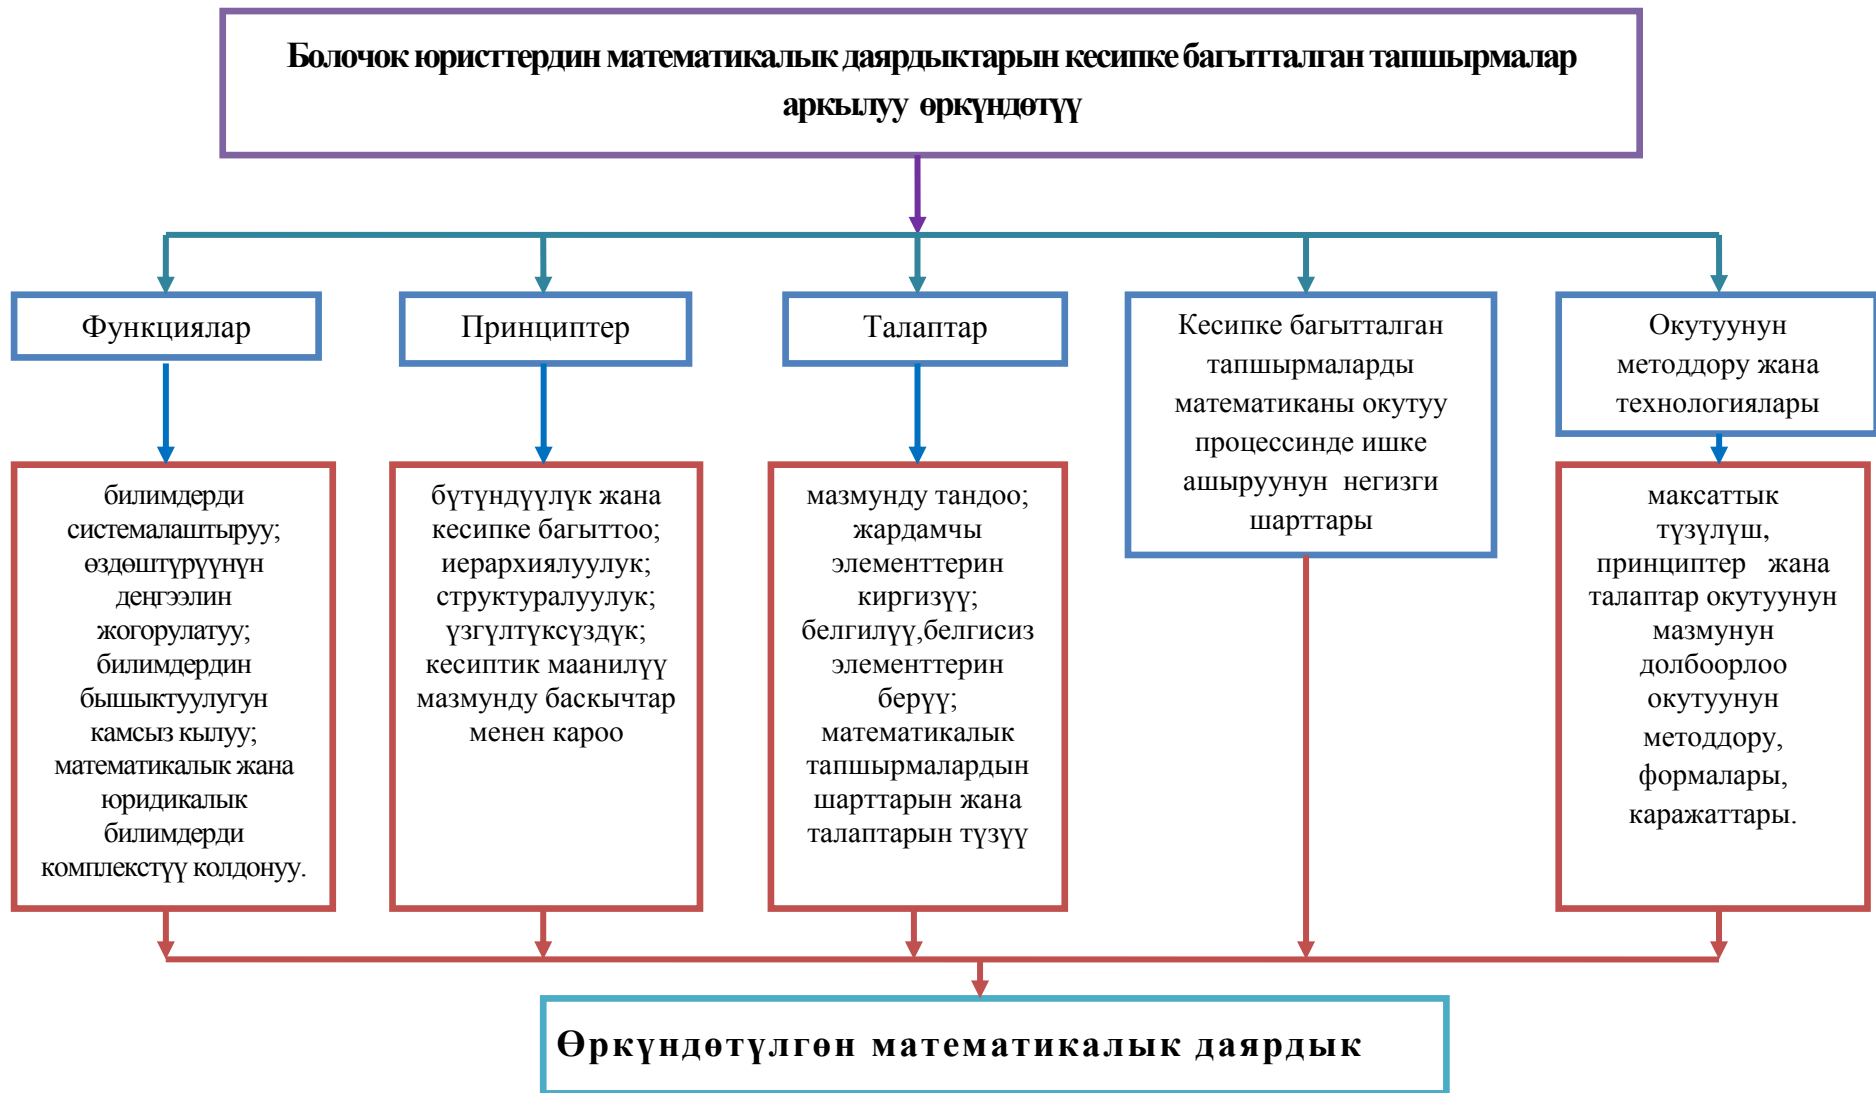 Болочок юристтердин математикалык даярдыктарын кесипке багытталган тапшырмалар
аркылуу өркүндөтүү
Функциялар
Принциптер
Талаптар
Кесипке багытталган
тапшырмаларды
математиканы окутуу
процессинде ишке
ашыруунун негизги
шарттары
Окутуунун
методдору жана
технологиялары
билимдерди
системалаштыруу;
өздөштүрүүнүн
деңгээлин
жогорулатуу;
билимдердин
бышыктуулугун
камсыз кылуу;
математикалык жана
юридикалык
билимдерди
комплекстүү колдонуу.
бүтүндүүлүк жана
кесипке багыттоо;
иерархиялуулук;
структуралуулук;
үзгүлтүксүздүк;
кесиптик маанилүү
мазмунду баскычтар
менен кароо
мазмунду тандоо;
жардамчы
элементтерин
киргизүү;
белгилүү,белгисиз
элементтерин
берүү;
математикалык
тапшырмалардын
шарттарын жана
талаптарын түзүү
максаттык
түзүлүш,
принциптер жана
талаптар окутуунун
мазмунун
долбоорлоо
окутуунун
методдору,
формалары,
каражаттары.
Өркүндөтүлгөн математикалык даярдык